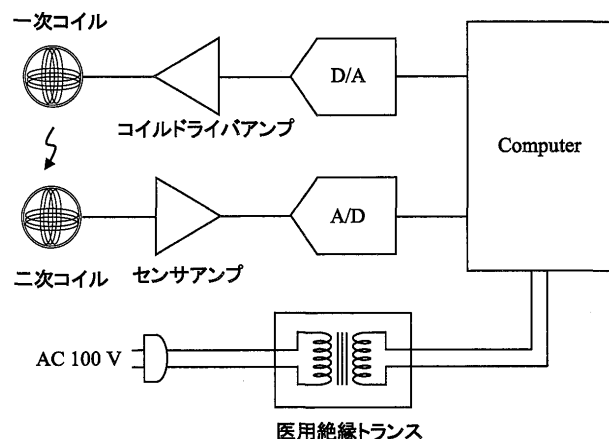 一次コイル
D/A
コイルドライバアンプ
Computer
A/D
二次コイル
センサアンプ
AC 100 V
医用絶縁トランス